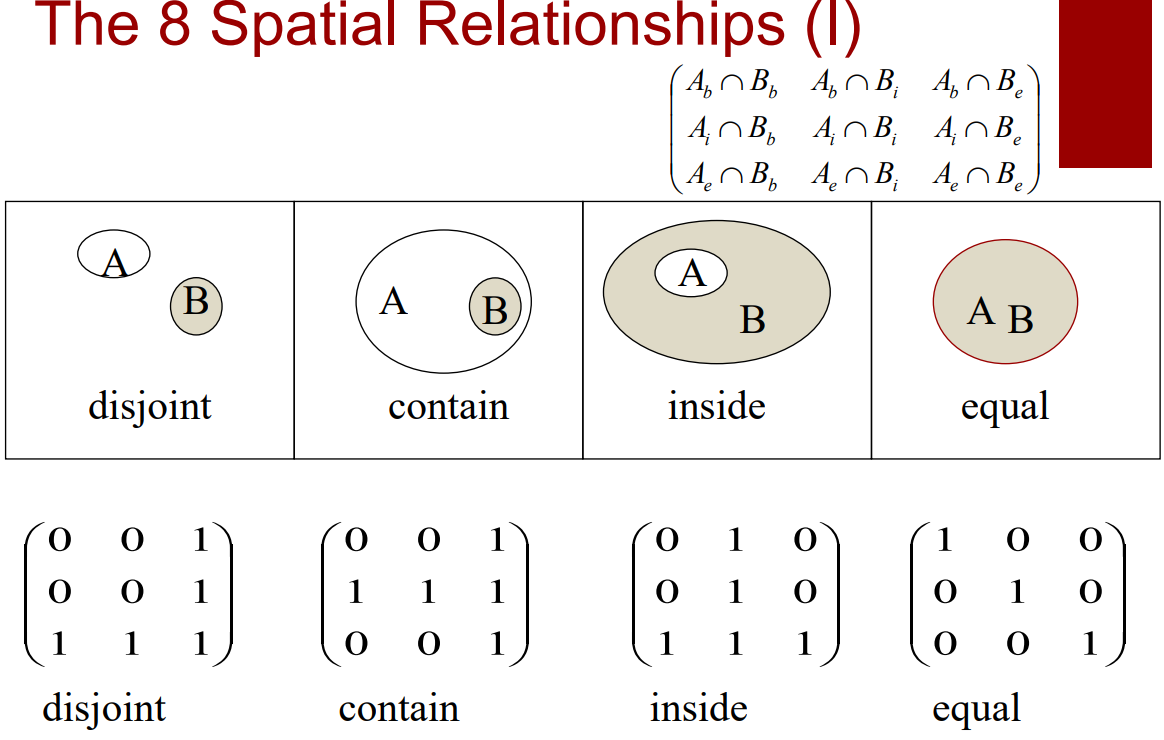 The 8 Spatial Relationships (I)
A_b ∩ B_b A_b ∩ B_i A_b ∩ B_e
A_i ∩ B_b A_i ∩ B_i A_i ∩ B_e
A_e ∩ B_b A_e ∩ B_i A_e ∩ B_e
A B
disjoint
A B
contain
A B
inside
A B
equal
0 0 1
0 0 1
1 1 1
disjoint
0 0 1
1 1 1
0 0 1
contain
0 1 0
0 1 0
1 1 1
inside
1 0 0
0 1 0
0 0 1
equal